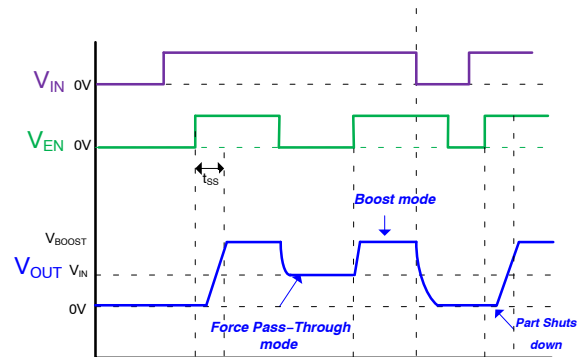 VIN 0V
VEN 0V
tSS
Boost mode
VBOOST
VOUT VIN
0V
Force Pass–Through
mode
Part Shuts
down